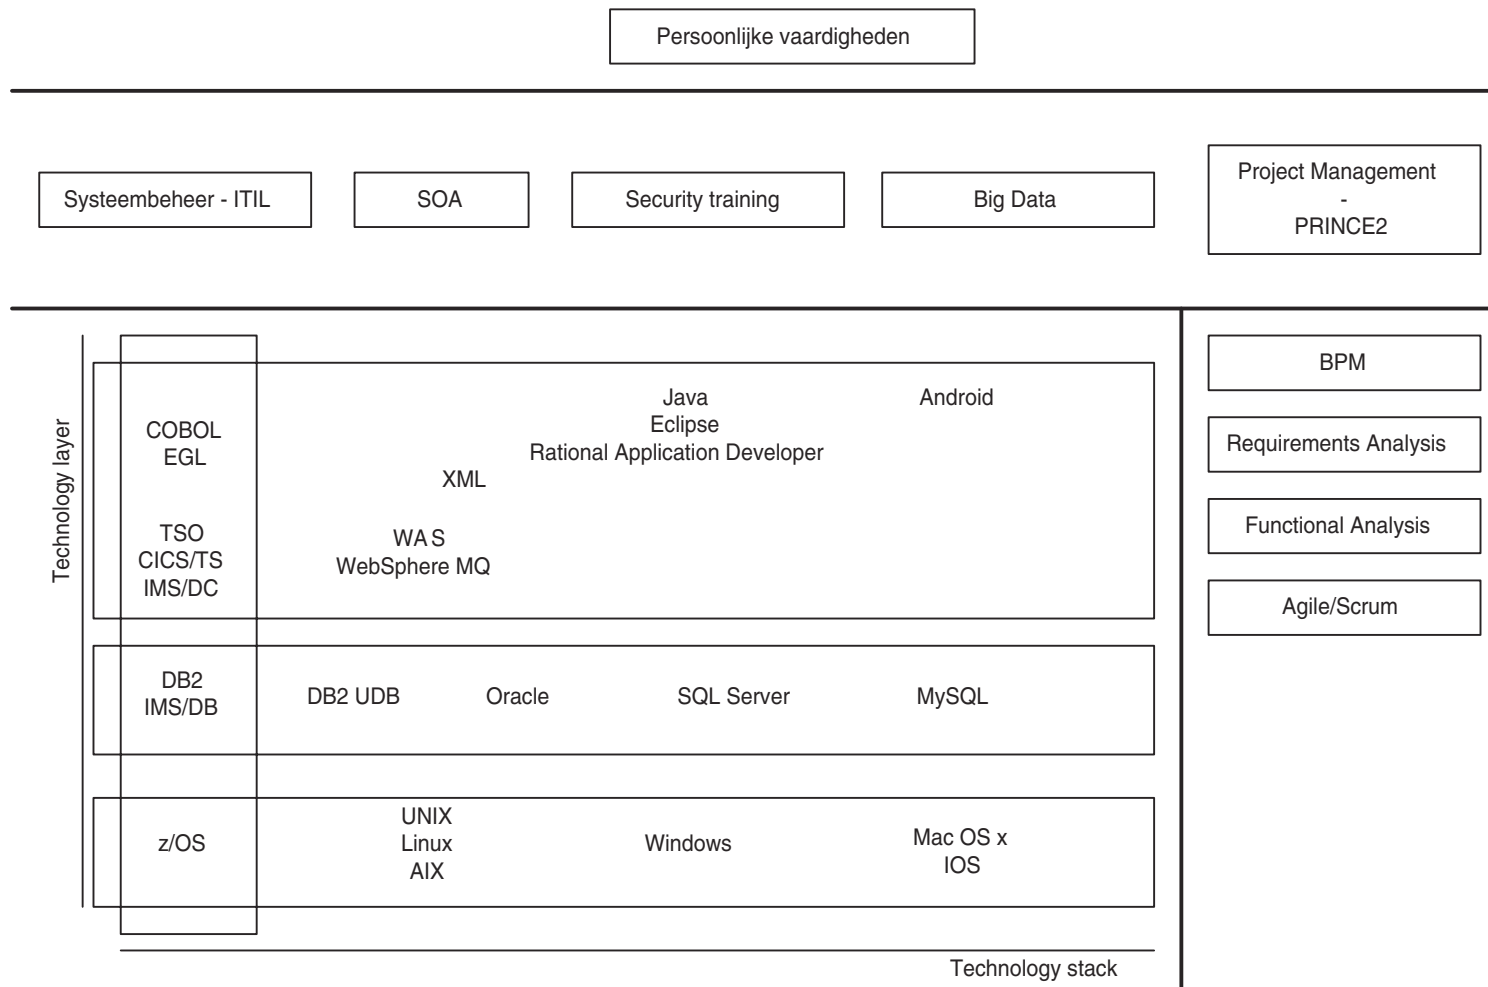 Persoonlijke vaardigheden
Systeembeheer - ITIL
SOA
Security training
Big Data
Project Management
-
PRINCE2
Technology layer
COBOL
EGL
TSO
CICS/TS
IMS/DC
Java
Eclipse
Rational Application Developer
XML
WAS
WebSphere MQ
Android
DB2
IMS/DB
DB2 UDB
Oracle
SQL Server
MySQL
z/OS
UNIX
Linux
AIX
Windows
Mac OS x
IOS
Technology stack
BPM
Requirements Analysis
Functional Analysis
Agile/Scrum